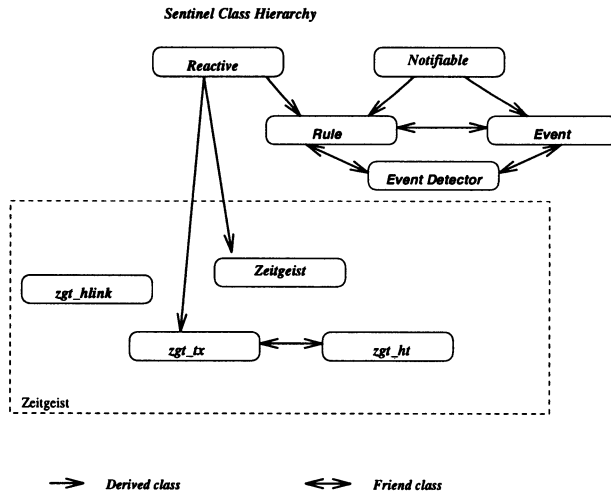 Sentinel Class Hierarchy
Reactive
Notifiable
Rule
Event
Event Detector
Zeitgeist
zgt_hlink
zgt_tx
zgt_ht
Zeitgeist
Derived class
Friend class